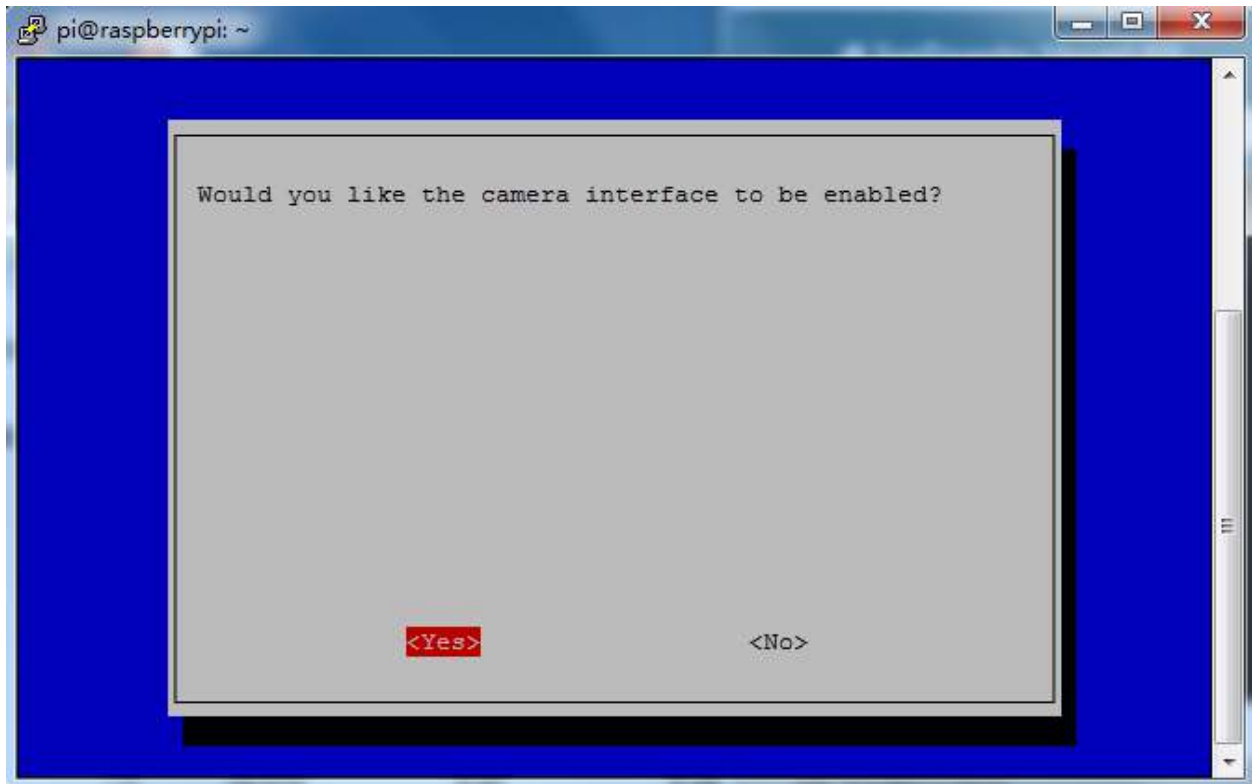 pi@raspberrypi: ~
Would you like the camera interface to be enabled?
<Yes> <No>